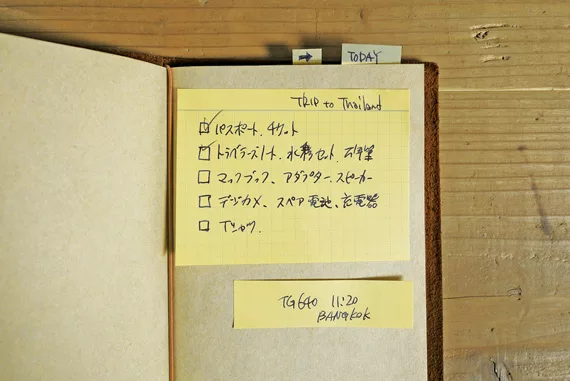 TODAY
TRIP to Thailand
パスポート、チケット
トラベラーズノート、水彩セット、万年筆
マックブック、アダプター、スピーカー
デジカメ、スペア電池、充電器
Tシャツ、
TG640 11:20
BANGKOK